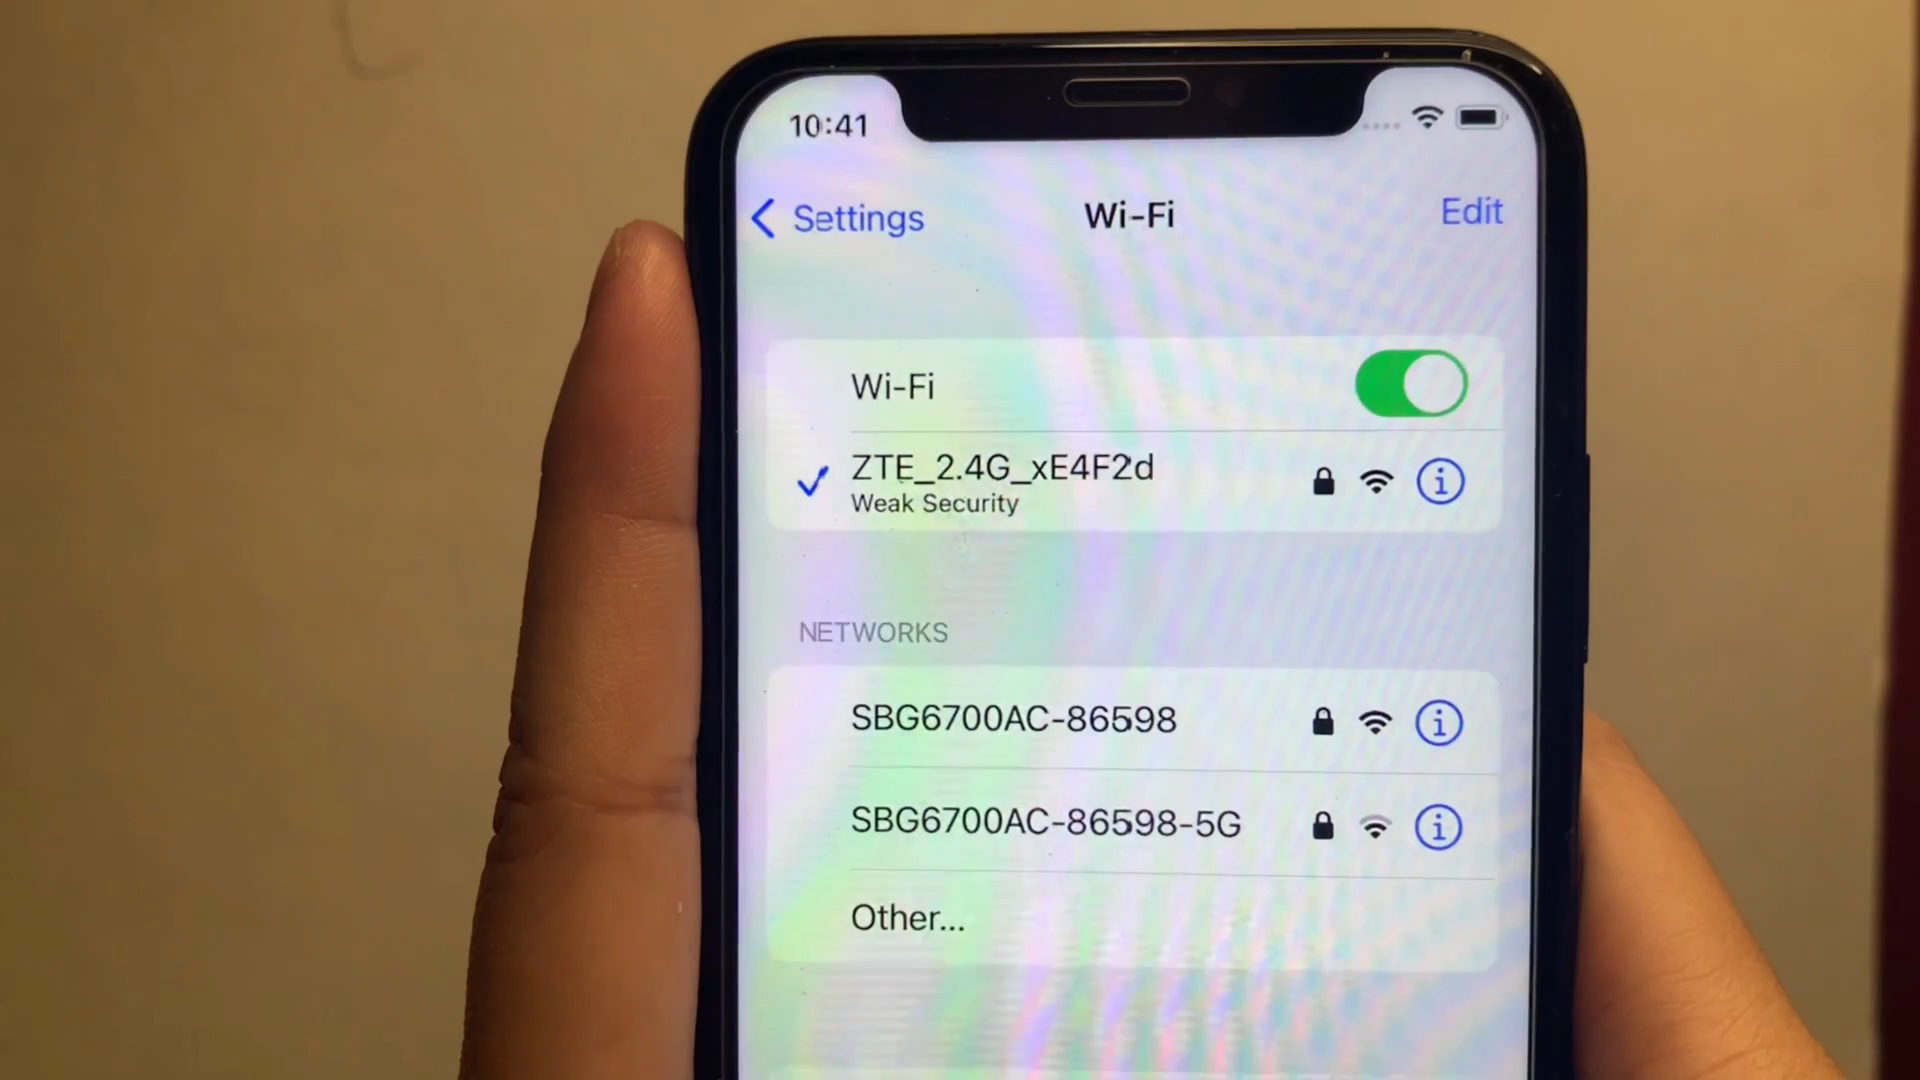 10:41
Settings
Wi-Fi
Edit
Wi-Fi
ZTE_2.4G_xE4F2d
Weak Security
NETWORKS
SBG6700AC-86598
SBG6700AC-86598-5G
Other...